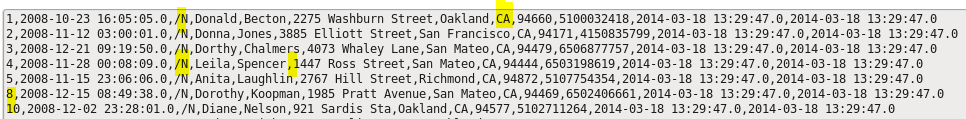 1,2008-10-23 16:05:05.0,/N,Donald,Becton,2275 Washburn Street,Oakland,CA,94660,5100032418,2014-03-18 13:29:47.0,2014-03-18 13:29:47.0
2,2008-11-12 03:00:01.0,/N,Donna,Jones,3885 Elliott Street,San Francisco,CA,94171,4150835799,2014-03-18 13:29:47.0,2014-03-18 13:29:47.0
3,2008-12-21 09:19:50.0,/N,Dorthy,Chalmers,4073 Whaley Lane,San Mateo,CA,94479,6506877757,2014-03-18 13:29:47.0,2014-03-18 13:29:47.0
4,2008-11-28 00:08:09.0,/N,Leila,Spencer,1447 Ross Street,San Mateo,CA,94444,6503198619,2014-03-18 13:29:47.0,2014-03-18 13:29:47.0
5,2008-11-15 23:06:06.0,/N,Anita,Laughlin,2767 Hill Street,Richmond,CA,94872,5107754354,2014-03-18 13:29:47.0,2014-03-18 13:29:47.0
8,2008-12-15 08:49:38.0,/N,Dorothy,Koopman,1985 Pratt Avenue,San Mateo,CA,94469,6502406661,2014-03-18 13:29:47.0,2014-03-18 13:29:47.0
10,2008-12-02 23:28:01.0,/N,Diane,Nelson,921 Sardis Sta,Oakland,CA,94577,5102711264,2014-03-18 13:29:47.0,2014-03-18 13:29:47.0